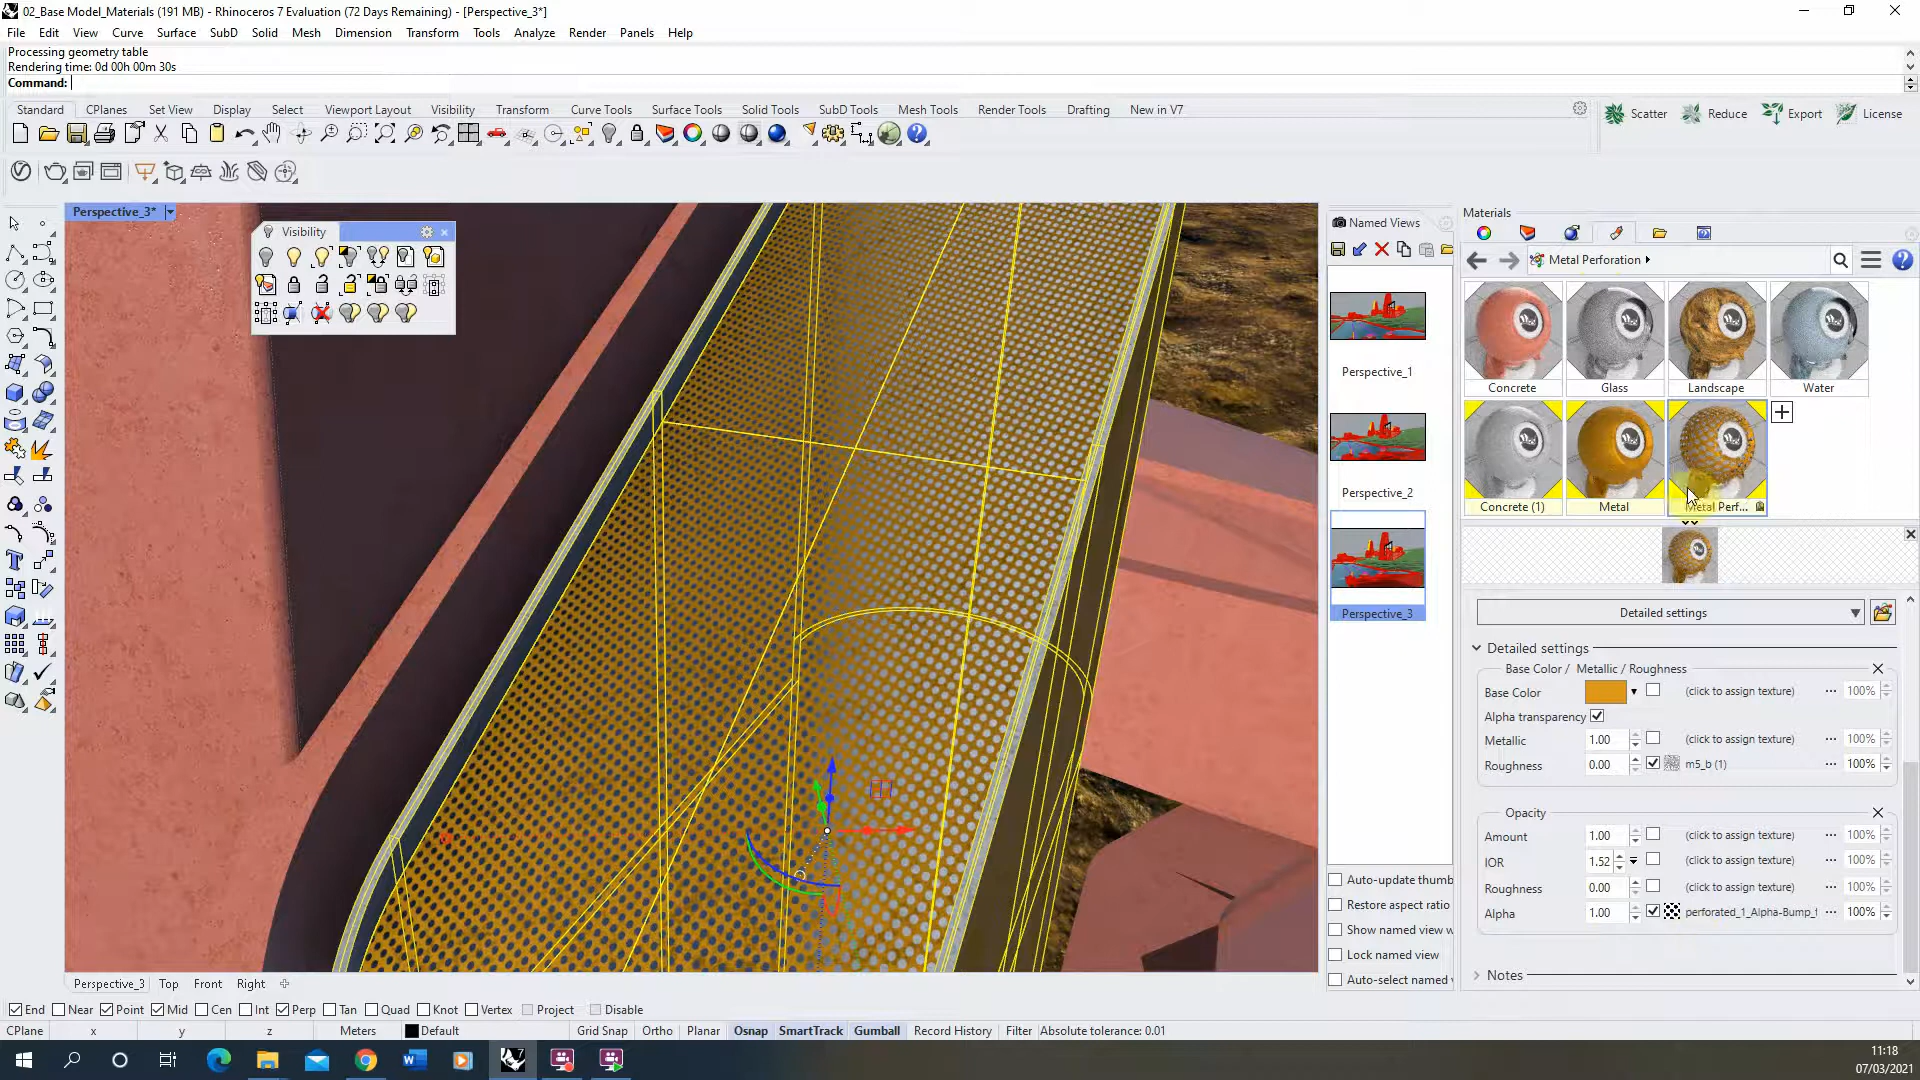 02_Base Model_Materials (191 MB) - Rhinoceros 7 Evaluation (72 Days Remaining) - [Perspective_3*]
File Edit View Curve Surface SubD Solid Mesh Dimension Transform Tools Analyze Render Panels Help
Processing geometry table
Rendering time: 0d 00h 00m 30s
Command:
Standard CPlanes Set View Display Select Viewport Layout Visibility Transform Curve Tools Surface Tools Solid Tools SubD Tools Mesh Tools Render Tools Drafting New in V7
Scatter Reduce Export License
Perspective_3*
Visibility
Named Views
Perspective_1
Perspective_2
Perspective_3
Auto-update thumb
Restore aspect ratio
Show named view w
Lock named view
Auto-select named v
Materials
Metal Perforation
Concrete Glass Landscape Water
Concrete (1) Metal Metal Perf...
Detailed settings
Detailed settings
Base Color / Metallic / Roughness
Base Color (click to assign texture) ... 100%
Alpha transparency
Metallic 1.00 (click to assign texture) ... 100%
Roughness 0.00 m5_b (1) ... 100%
Opacity
Amount 1.00 (click to assign texture) ... 100%
IOR 1.52 (click to assign texture) ... 100%
Roughness 0.00 (click to assign texture) ... 100%
Alpha 1.00 perforated_1_Alpha-Bump_t ... 100%
Notes
Perspective_3 Top Front Right
End Near Point Mid Cen Int Perp Tan Quad Knot Vertex Project Disable
CPlane x y z Meters Default Grid Snap Ortho Planar Osnap SmartTrack Gumball Record History Filter Absolute tolerance: 0.01
11:18
07/03/2021